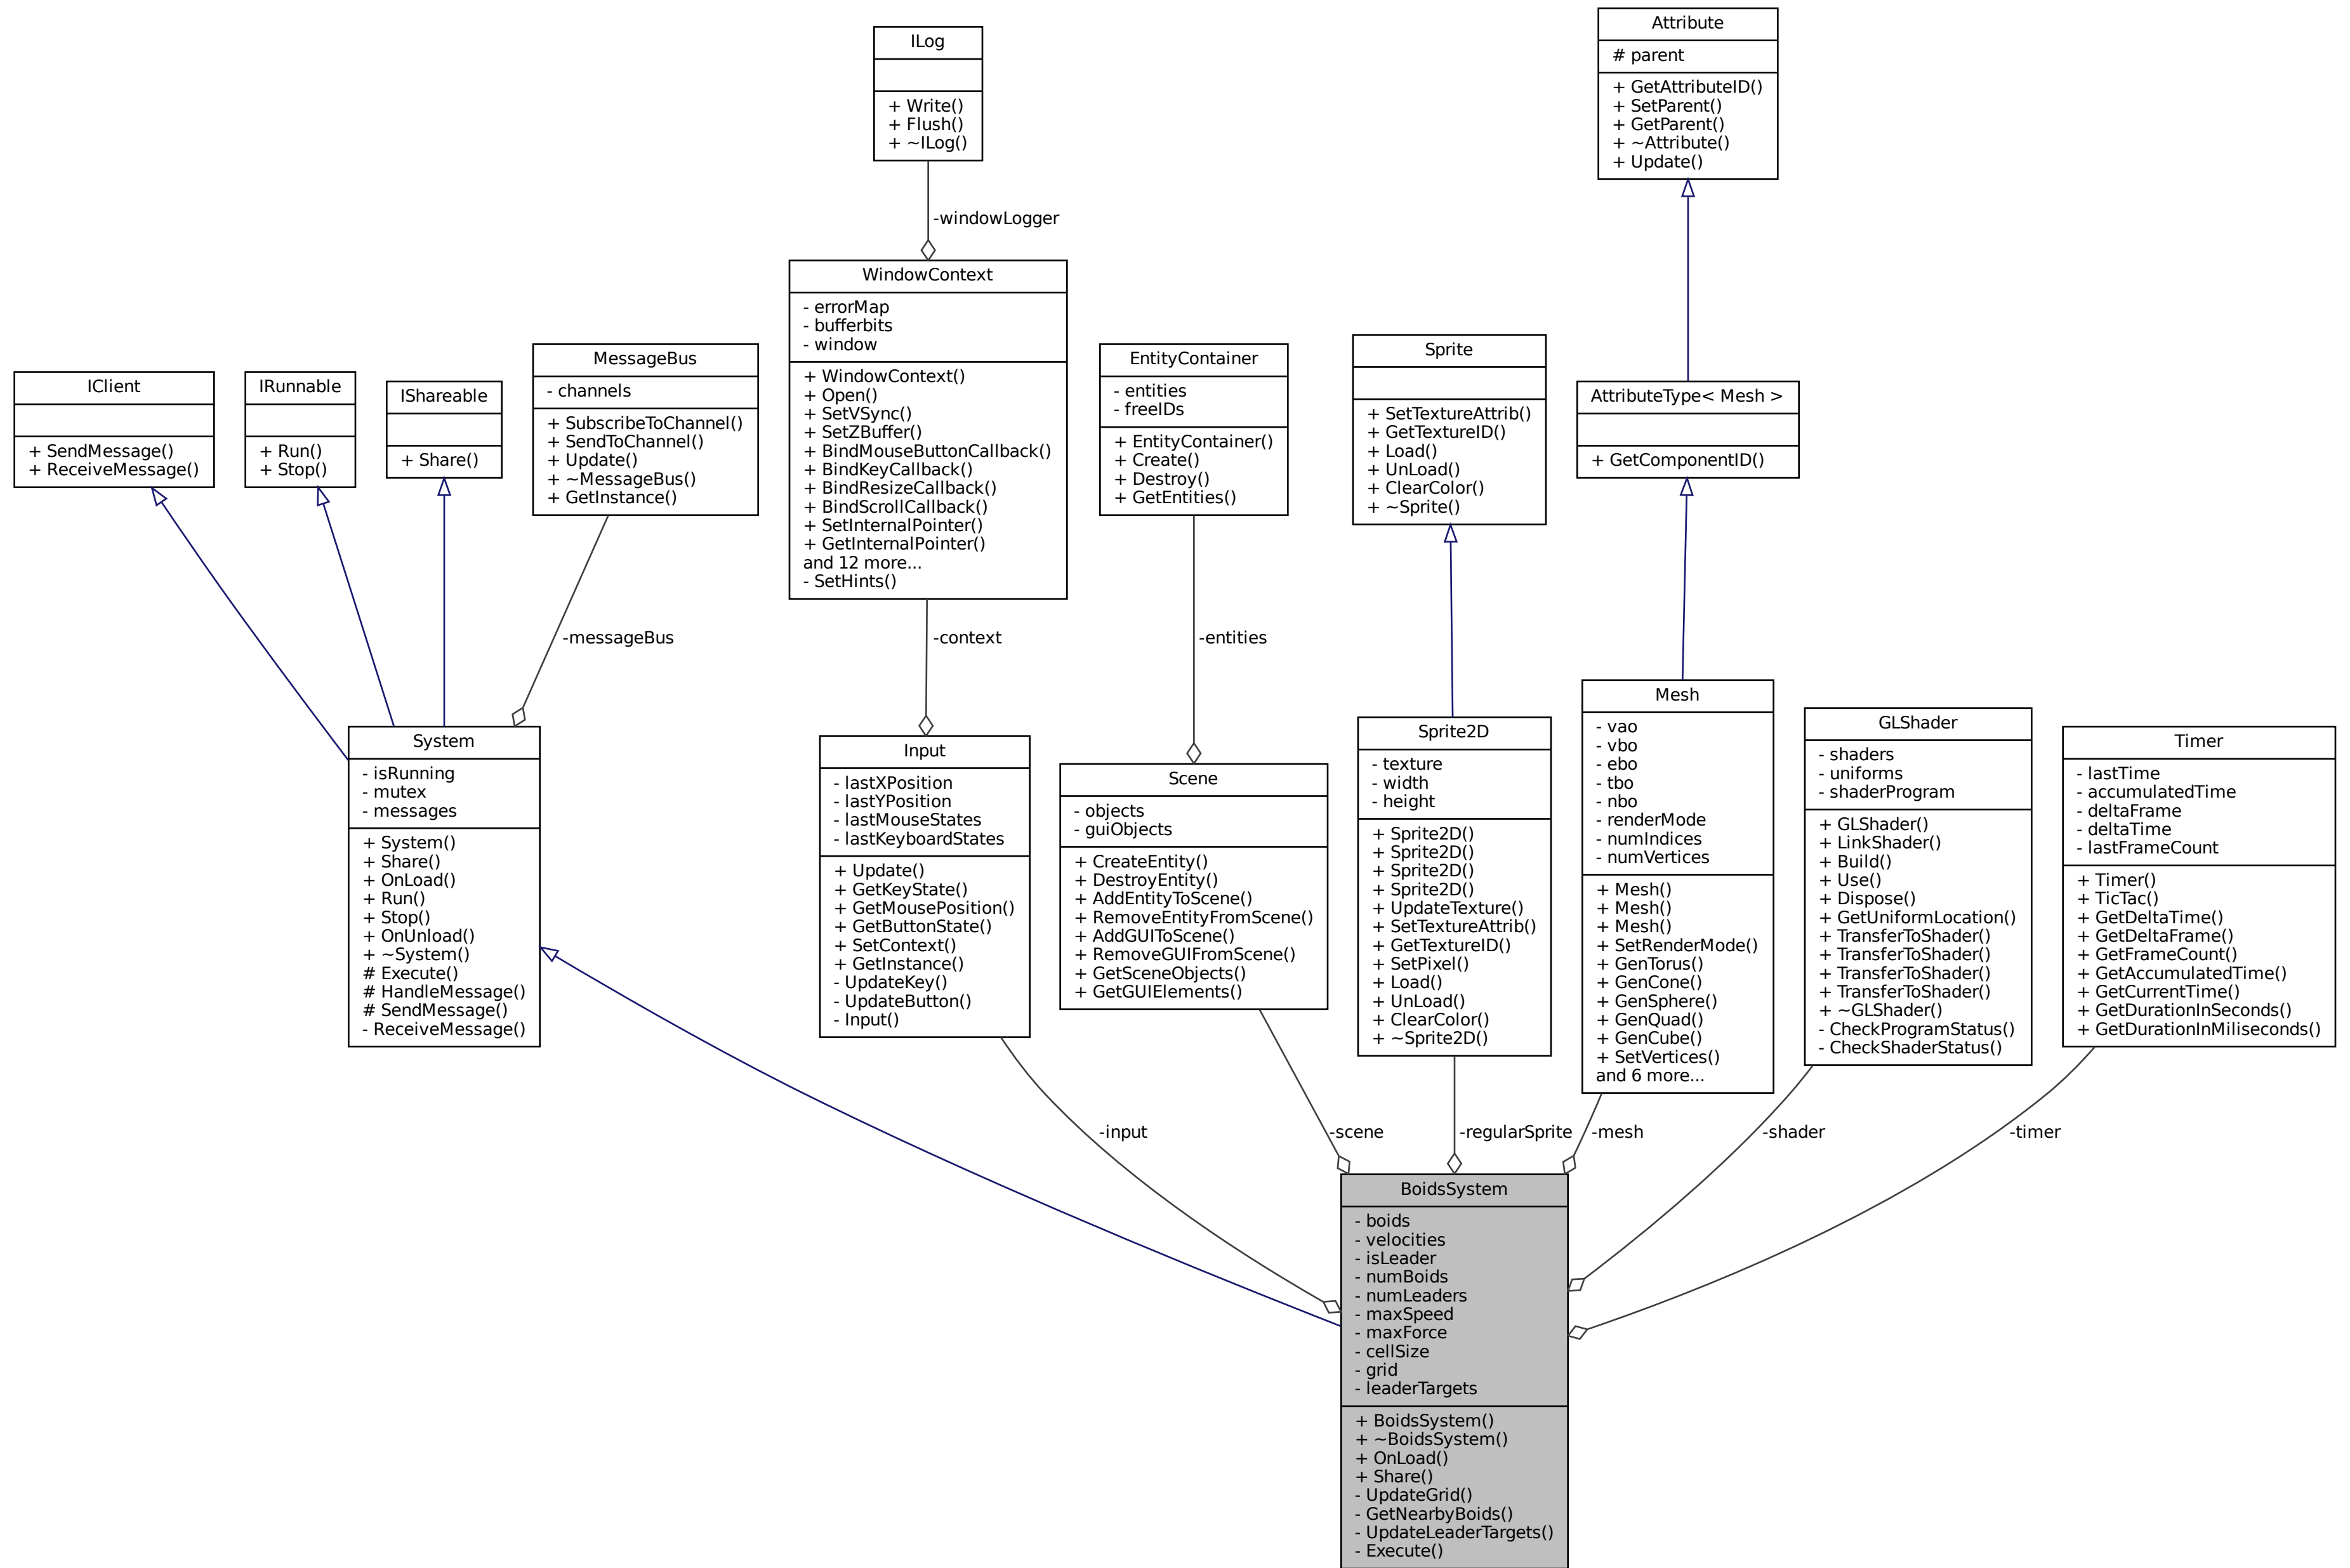 Attribute
# parent
+ GetAttributeID()
+ SetParent()
+ GetParent()
+ ~Attribute()
+ Update()
ILog
+ Write()
+ Flush()
+ ~ILog()
-windowLogger
WindowContext
- errorMap
- bufferbits
- window
+ WindowContext()
+ Open()
+ SetVSync()
+ SetZBuffer()
+ BindMouseButtonCallback()
+ BindKeyCallback()
+ BindResizeCallback()
+ BindScrollCallback()
+ SetInternalPointer()
+ GetInternalPointer()
and 12 more...
- SetHints()
IClient
+ SendMessage()
+ ReceiveMessage()
IRunnable
+ Run()
+ Stop()
IShareable
+ Share()
MessageBus
- channels
+ SubscribeToChannel()
+ SendToChannel()
+ Update()
+ ~MessageBus()
+ GetInstance()
EntityContainer
- entities
- freeIDs
+ EntityContainer()
+ Create()
+ Destroy()
+ GetEntities()
Sprite
+ SetTextureAttrib()
+ GetTextureID()
+ Load()
+ UnLoad()
+ ClearColor()
+ ~Sprite()
AttributeType< Mesh >
+ GetComponentID()
-messageBus
-context
-entities
System
- isRunning
- mutex
- messages
+ System()
+ Share()
+ OnLoad()
+ Run()
+ Stop()
+ OnUnload()
+ ~System()
# Execute()
# HandleMessage()
# SendMessage()
- ReceiveMessage()
Input
- lastXPosition
- lastYPosition
- lastMouseStates
- lastKeyboardStates
+ Update()
+ GetKeyState()
+ GetMousePosition()
+ GetButtonState()
+ SetContext()
+ GetInstance()
- UpdateKey()
- UpdateButton()
- Input()
Scene
- objects
- guiObjects
+ CreateEntity()
+ DestroyEntity()
+ AddEntityToScene()
+ RemoveEntityFromScene()
+ AddGUIToScene()
+ RemoveGUIFromScene()
+ GetSceneObjects()
+ GetGUIElements()
Sprite2D
- texture
- width
- height
+ Sprite2D()
+ Sprite2D()
+ Sprite2D()
+ Sprite2D()
+ UpdateTexture()
+ SetTextureAttrib()
+ GetTextureID()
+ SetPixel()
+ Load()
+ UnLoad()
+ ClearColor()
+ ~Sprite2D()
Mesh
- vao
- vbo
- ebo
- tbo
- nbo
- renderMode
- numIndices
- numVertices
+ Mesh()
+ Mesh()
+ Mesh()
+ SetRenderMode()
+ GenTorus()
+ GenCone()
+ GenSphere()
+ GenQuad()
+ GenCube()
+ SetVertices()
and 6 more...
GLShader
- shaders
- uniforms
- shaderProgram
+ GLShader()
+ LinkShader()
+ Build()
+ Use()
+ Dispose()
+ GetUniformLocation()
+ TransferToShader()
+ TransferToShader()
+ TransferToShader()
+ TransferToShader()
+ ~GLShader()
- CheckProgramStatus()
- CheckShaderStatus()
Timer
- lastTime
- accumulatedTime
- deltaFrame
- deltaTime
- lastFrameCount
+ Timer()
+ TicTac()
+ GetDeltaTime()
+ GetDeltaFrame()
+ GetFrameCount()
+ GetAccumulatedTime()
+ GetCurrentTime()
+ GetDurationInSeconds()
+ GetDurationInMiliseconds()
-input
-scene
-regularSprite
-mesh
-shader
-timer
BoidsSystem
- boids
- velocities
- isLeader
- numBoids
- numLeaders
- maxSpeed
- maxForce
- cellSize
- grid
- leaderTargets
+ BoidsSystem()
+ ~BoidsSystem()
+ OnLoad()
+ Share()
- UpdateGrid()
- GetNearbyBoids()
- UpdateLeaderTargets()
- Execute()